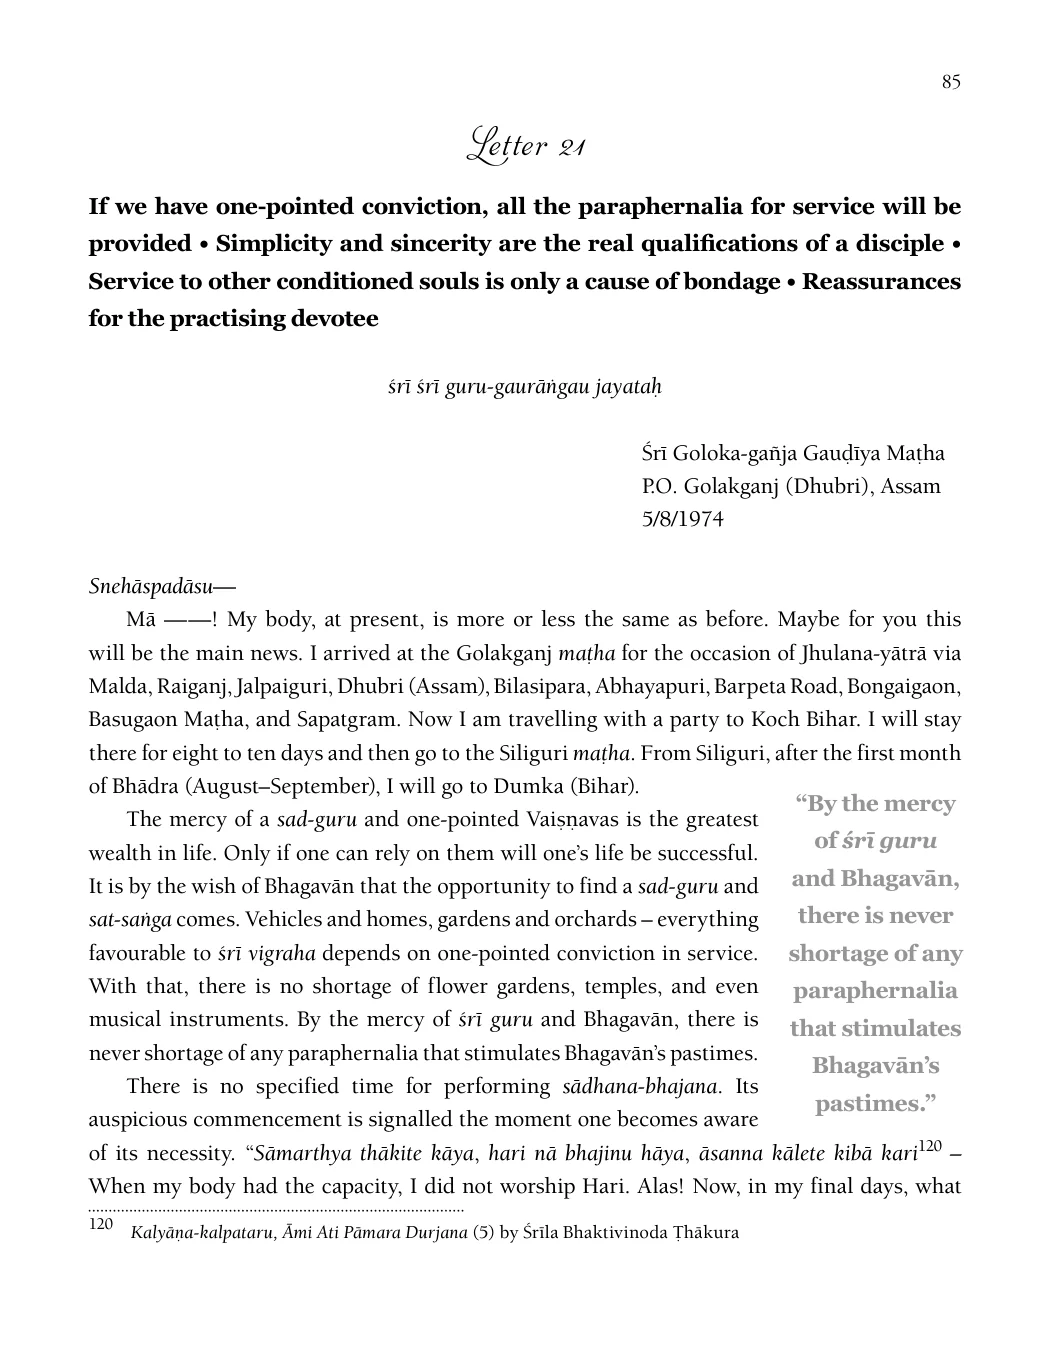 85
Letter 21
If we have one-pointed conviction, all the paraphernalia for service will be
provided • Simplicity and sincerity are the real qualifications of a disciple •
Service to other conditioned souls is only a cause of bondage • Reassurances
for the practising devotee
śrī śrī guru-gaurāṅgau jayataḥ
Śrī Goloka-gañja Gauḍīya Maṭha
P.O. Golakganj (Dhubri), Assam
5/8/1974
Snehāspadāsu—
Mā ——! My body, at present, is more or less the same as before. Maybe for you this
will be the main news. I arrived at the Golakganj maṭha for the occasion of Jhulana-yātrā via
Malda, Raiganj, Jalpaiguri, Dhubri (Assam), Bilasipara, Abhayapuri, Barpeta Road, Bongaigaon,
Basugaon Maṭha, and Sapatgram. Now I am travelling with a party to Koch Bihar. I will stay
there for eight to ten days and then go to the Siliguri maṭha. From Siliguri, after the first month
of Bhādra (August–September), I will go to Dumka (Bihar).
The mercy of a sad-guru and one-pointed Vaiṣṇavas is the greatest
wealth in life. Only if one can rely on them will one's life be successful.
It is by the wish of Bhagavān that the opportunity to find a sad-guru and
sat-saṅga comes. Vehicles and homes, gardens and orchards – everything
favourable to śrī vigraha depends on one-pointed conviction in service.
With that, there is no shortage of flower gardens, temples, and even
musical instruments. By the mercy of śrī guru and Bhagavān, there is
never shortage of any paraphernalia that stimulates Bhagavān's pastimes.
There is no specified time for performing sādhana-bhajana. Its
auspicious commencement is signalled the moment one becomes aware
of its necessity. “Sāmarthya thākite kāya, hari nā bhajinu hāya, āsanna kālete kibā kari120 –
When my body had the capacity, I did not worship Hari. Alas! Now, in my final days, what
“By the mercy
of śrī guru
and Bhagavān,
there is never
shortage of any
paraphernalia
that stimulates
Bhagavān's
pastimes.”
120 Kalyāṇa-kalpataru, Āmi Ati Pāmara Durjana (5) by Śrīla Bhaktivinoda Ṭhākura